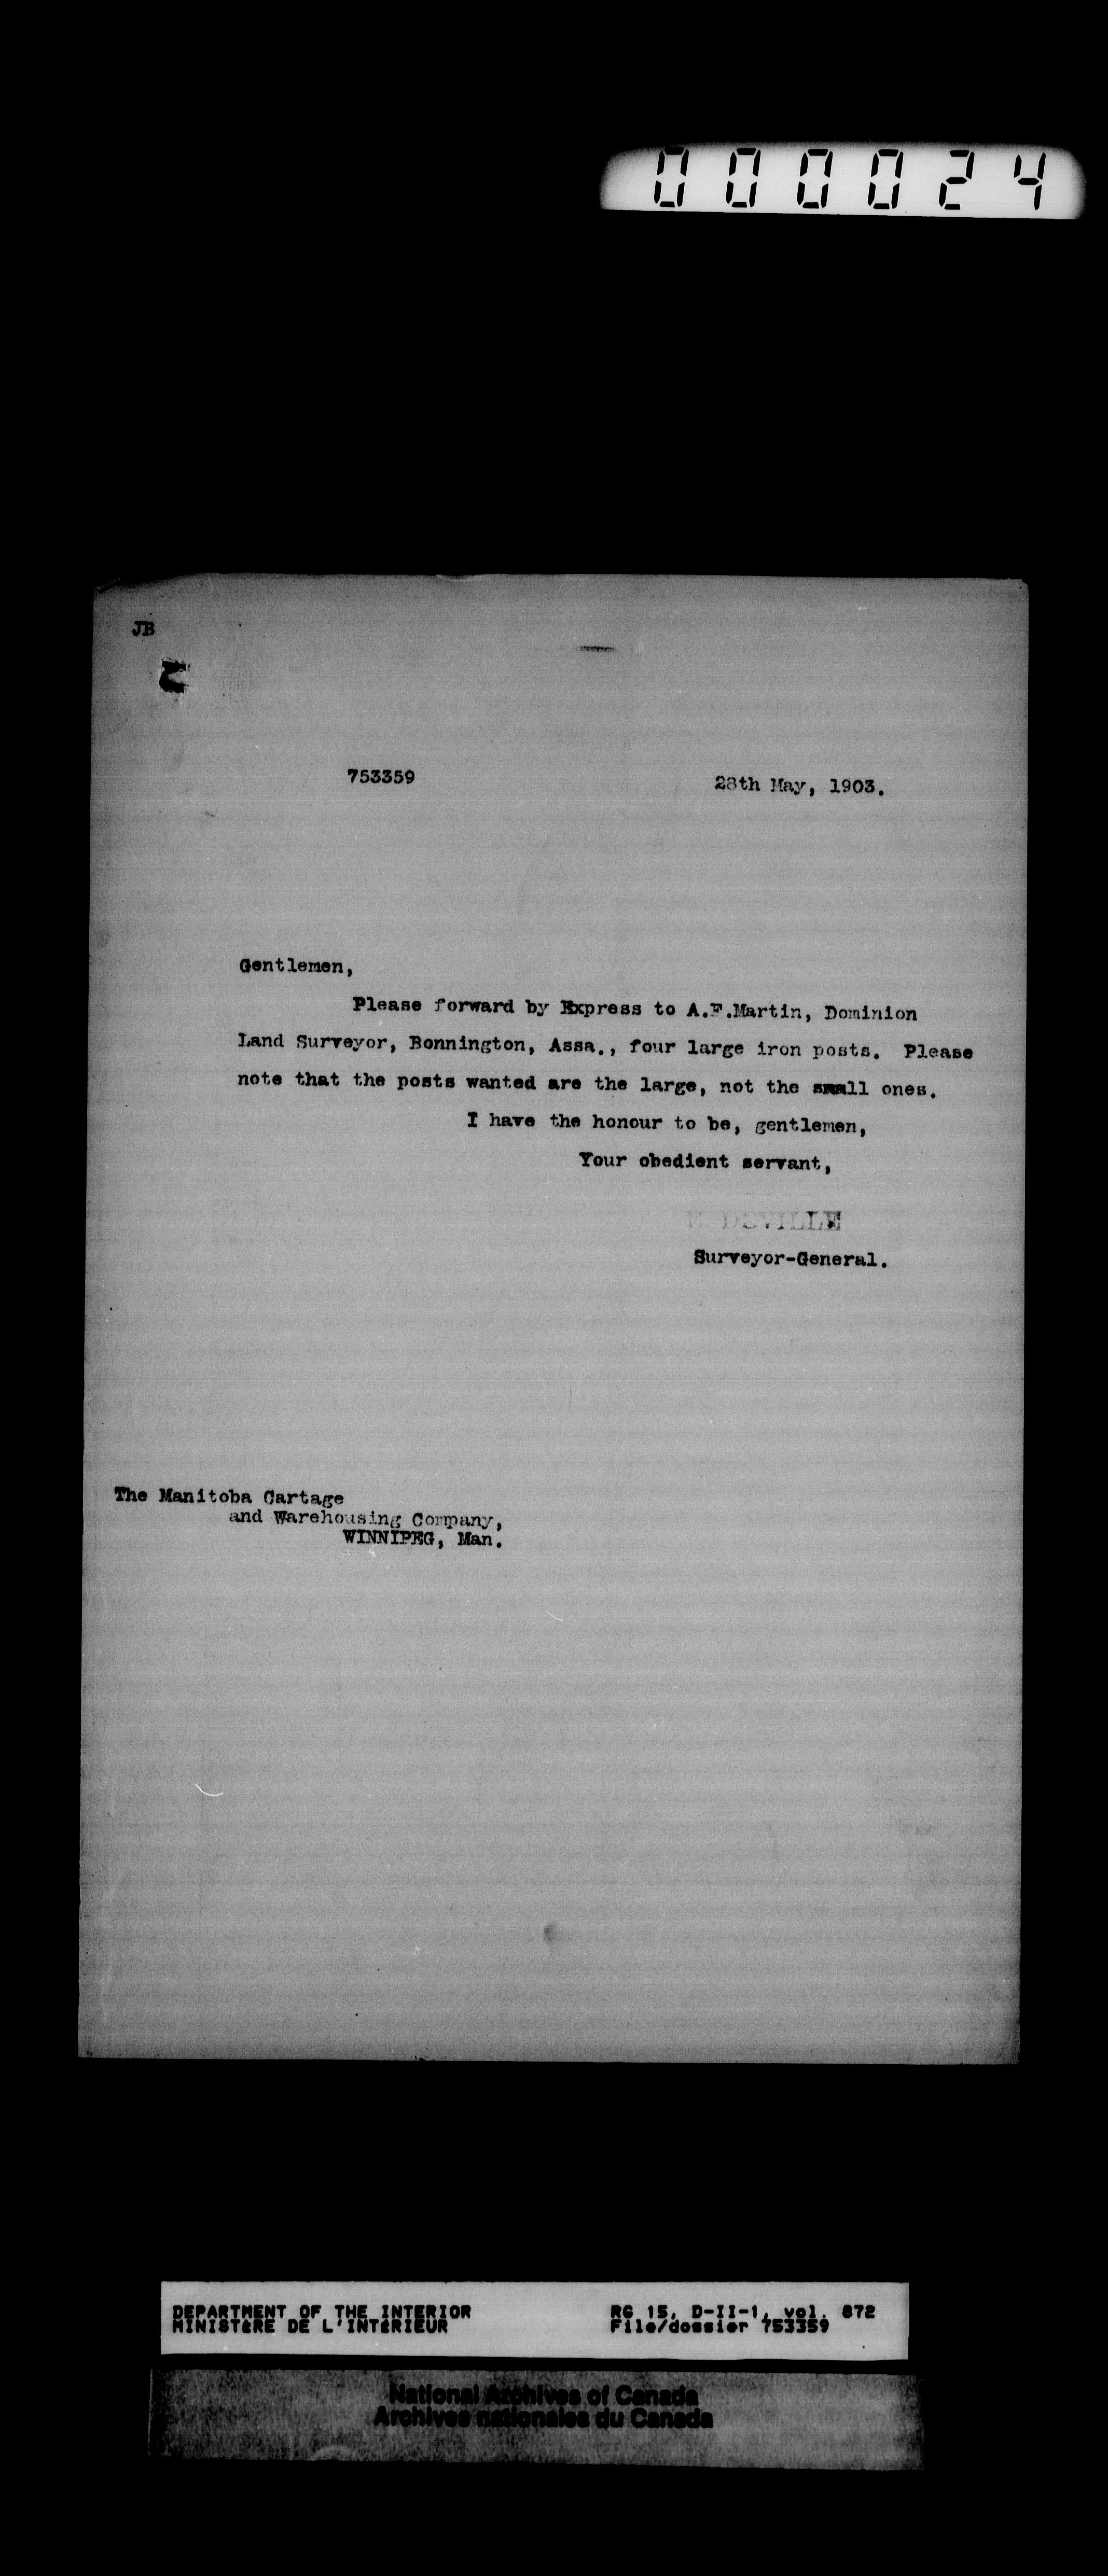 000024
JB
753359
28th May, 1903.
Gentlemen,
Please forward by Express to A.F.Martin, Dominion
Land Surveyor, Bonnington, Assa., four large iron posts. Please
note that the posts wanted are the large, not the small ones.
I have the honour to be, gentlemen,
Your obedient servant,
E. DEVILLE
Surveyor-General.
The Manitoba Cartage
and Warehousing Company,
WINNIPEG, Man.
DEPARTMENT OF THE INTERIOR
MINISTÈRE DE L'INTÉRIEUR
RG 15, D-II-1, vol. 872
File/dossier 753359
National Archives of Canada
Archives nationales du Canada